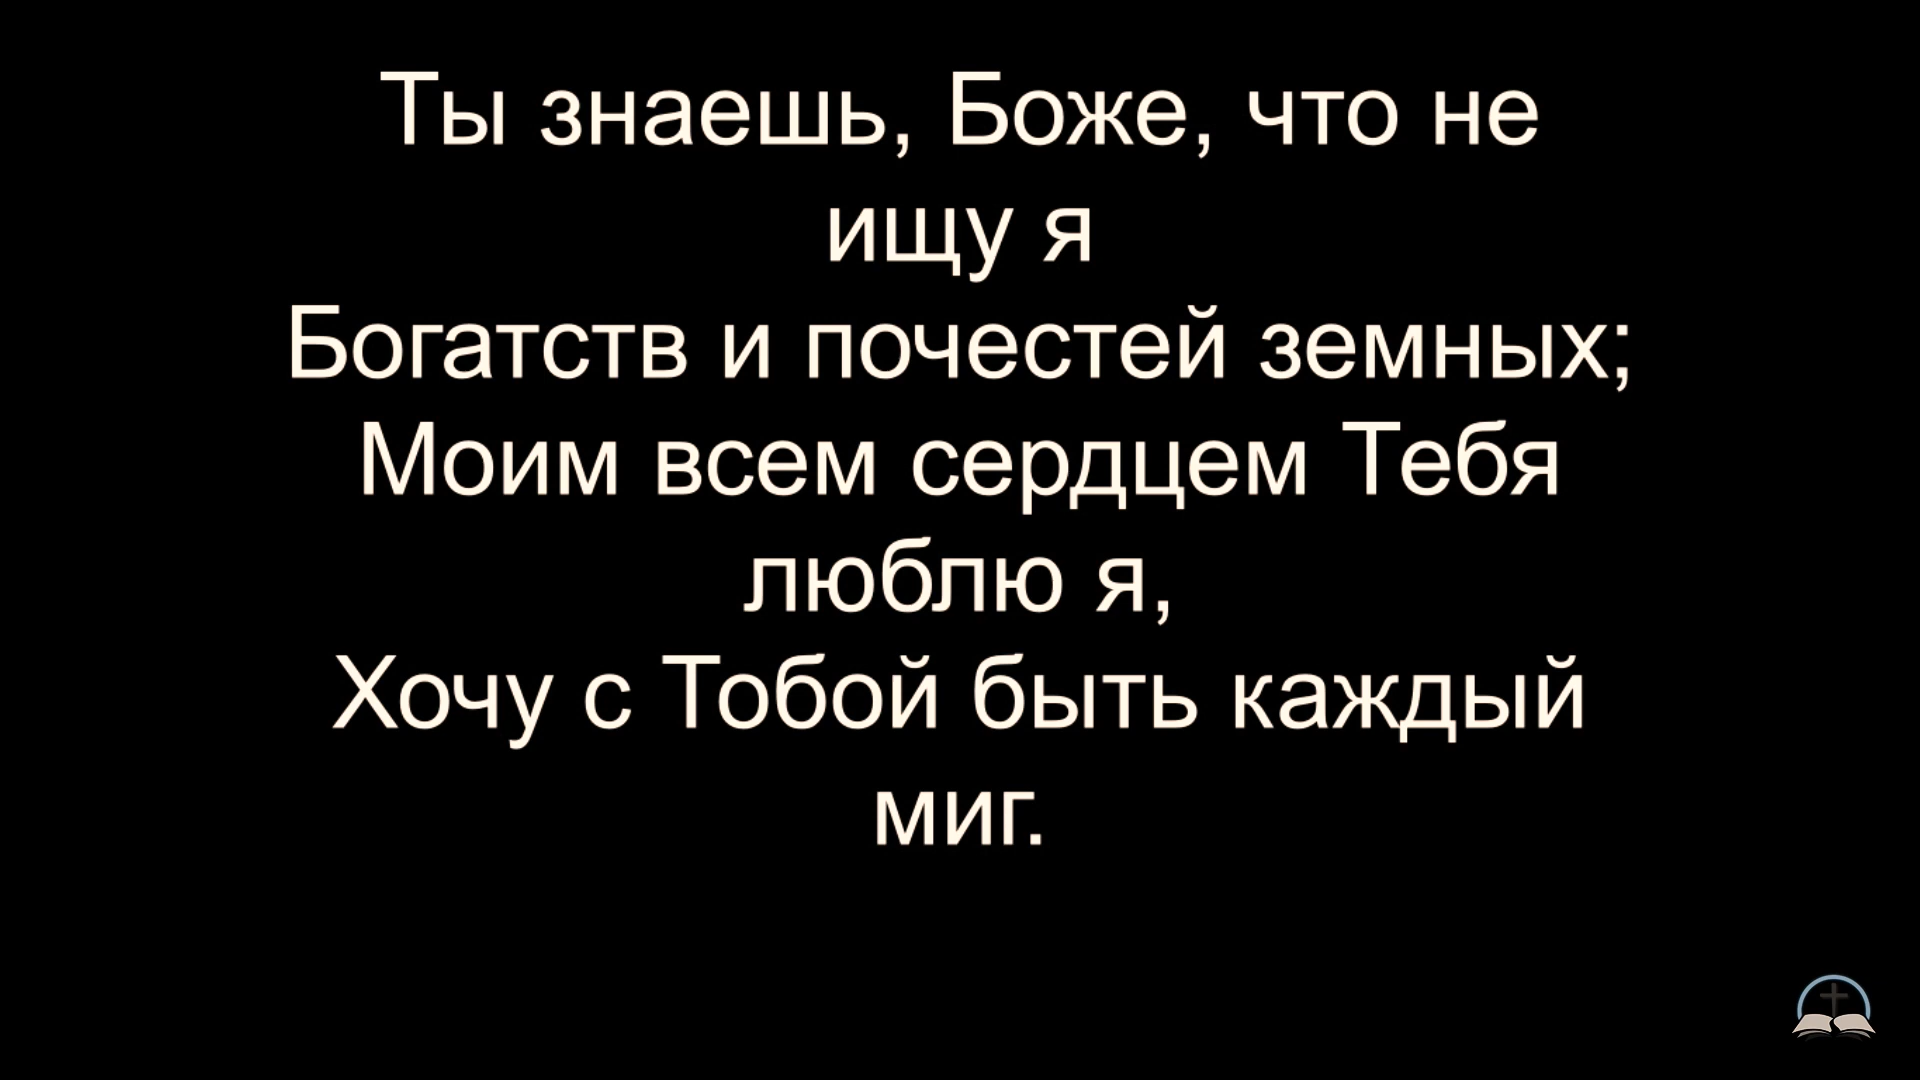 Ты знаешь, Боже, что не
ищу я
Богатств и почестей земных;
Моим всем сердцем Тебя
люблю я,
Хочу с Тобой быть каждый
миг.